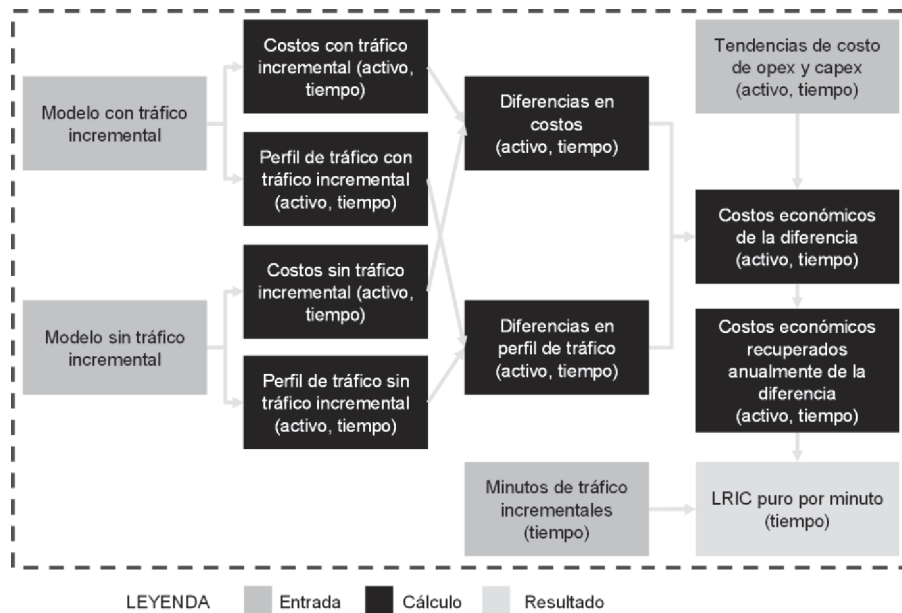 Modelo con tráfico
incremental
Modelo sin tráfico
incremental
Costos con tráfico
incremental (activo,
tiempo)
Perfil de tráfico con
tráfico incremental
(activo, tiempo)
Costos sin tráfico
incremental (activo,
tiempo)
Perfil de tráfico sin
tráfico incremental
(activo, tiempo)
Diferencias en
costos
(activo, tiempo)
Diferencias en
perfil de tráfico
(activo, tiempo)
Minutos de tráfico
incrementales
(tiempo)
Tendencias de costo
de opex y capex
(activo, tiempo)
Costos económicos
de la diferencia
(activo, tiempo)
Costos económicos
recuperados
anualmente de la
diferencia
(activo, tiempo)
LRIC puro por minuto
(tiempo)
LEYENDA Entrada Cálculo Resultado